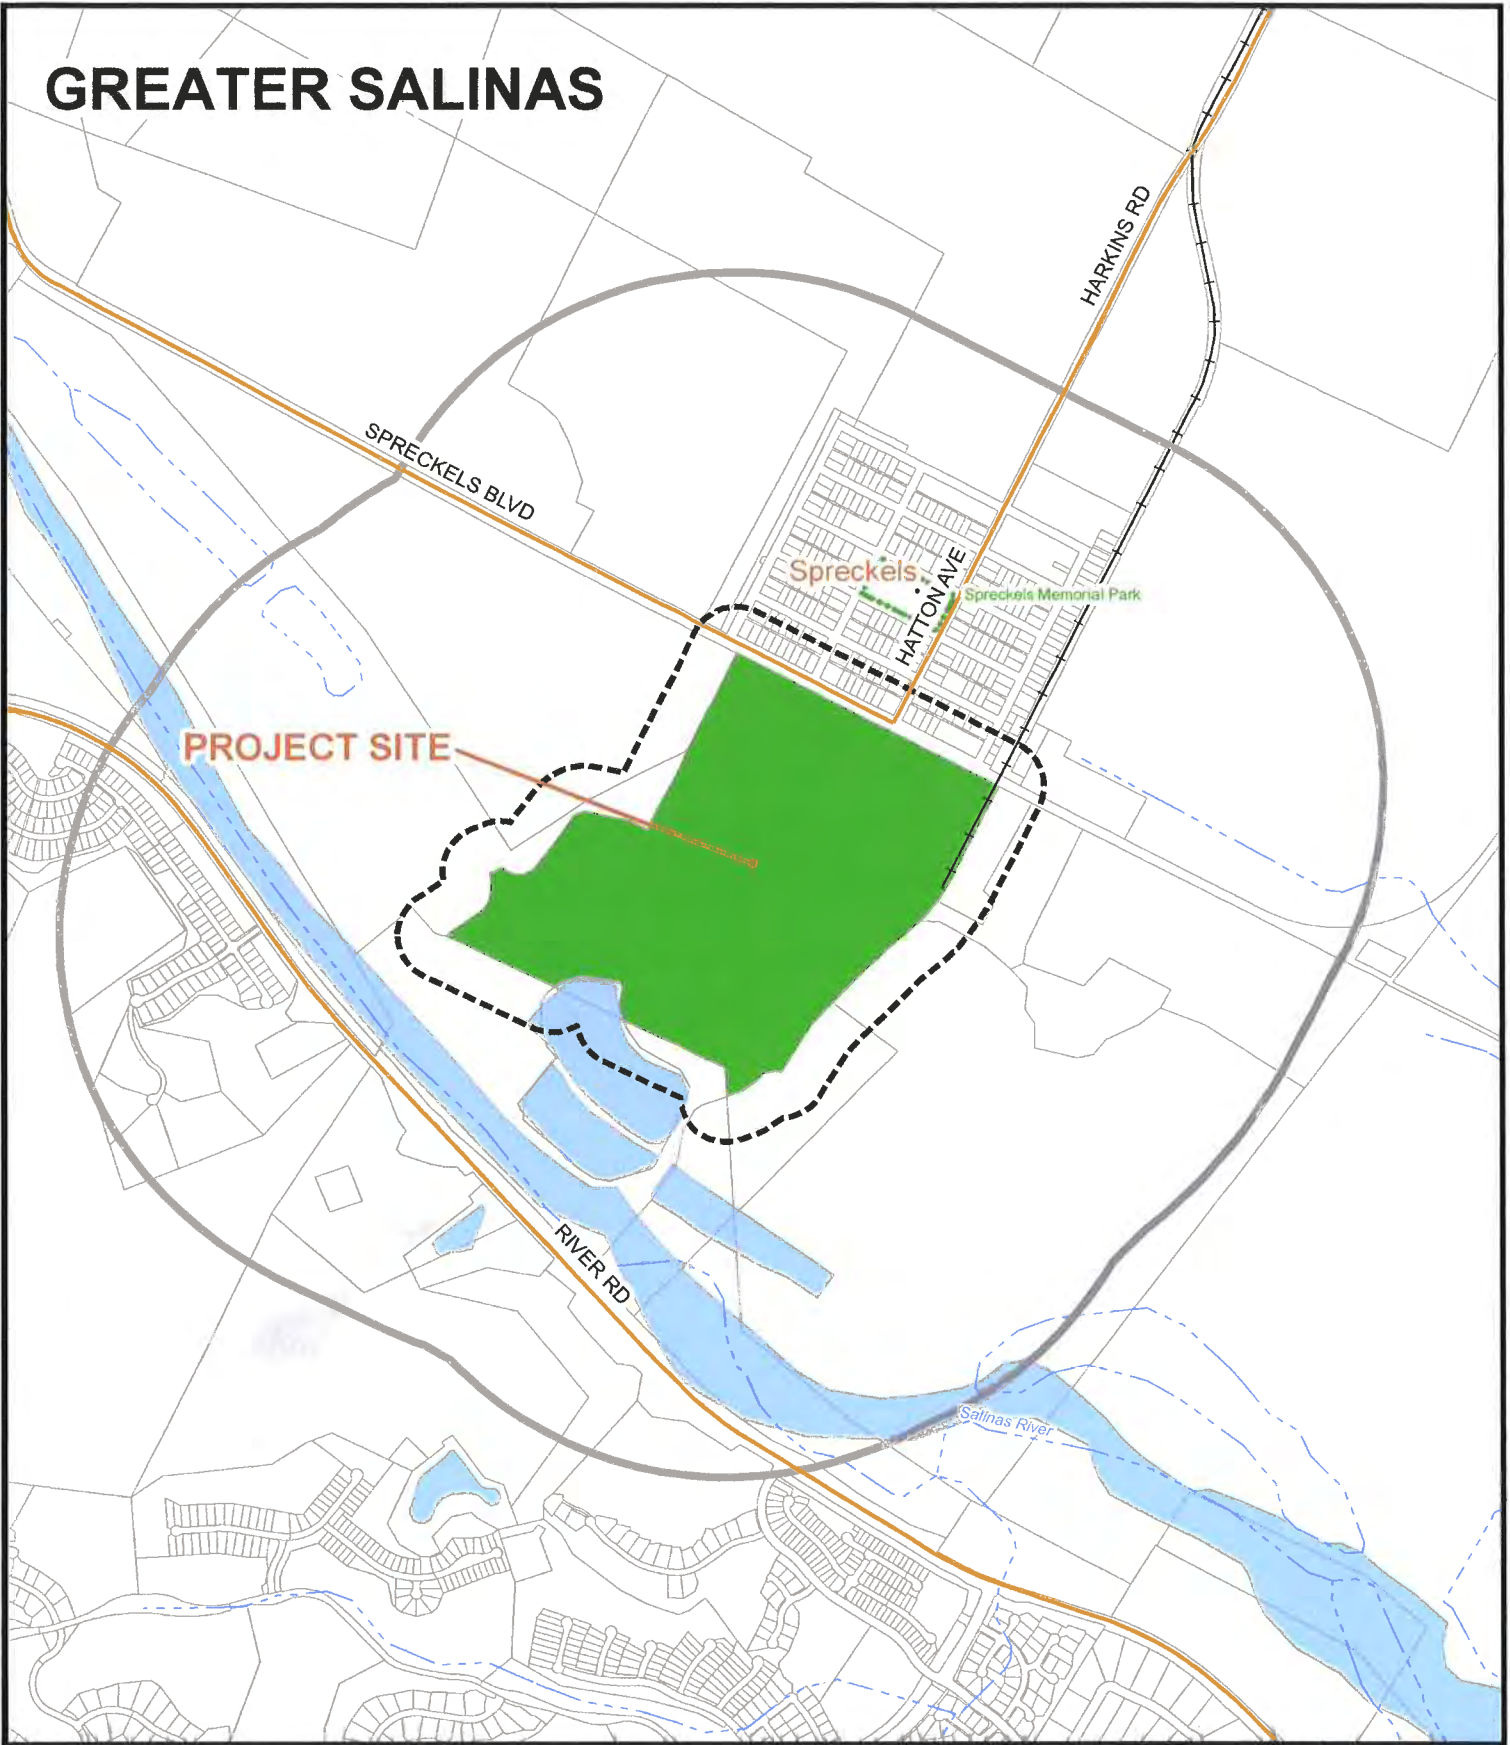 GREATER SALINAS
HARKINS RD
SPRECKELS BLVD
Spreckels
HATTON AVE
Spreckels Memorial Park
PROJECT SITE
RIVER RD
Salinas River